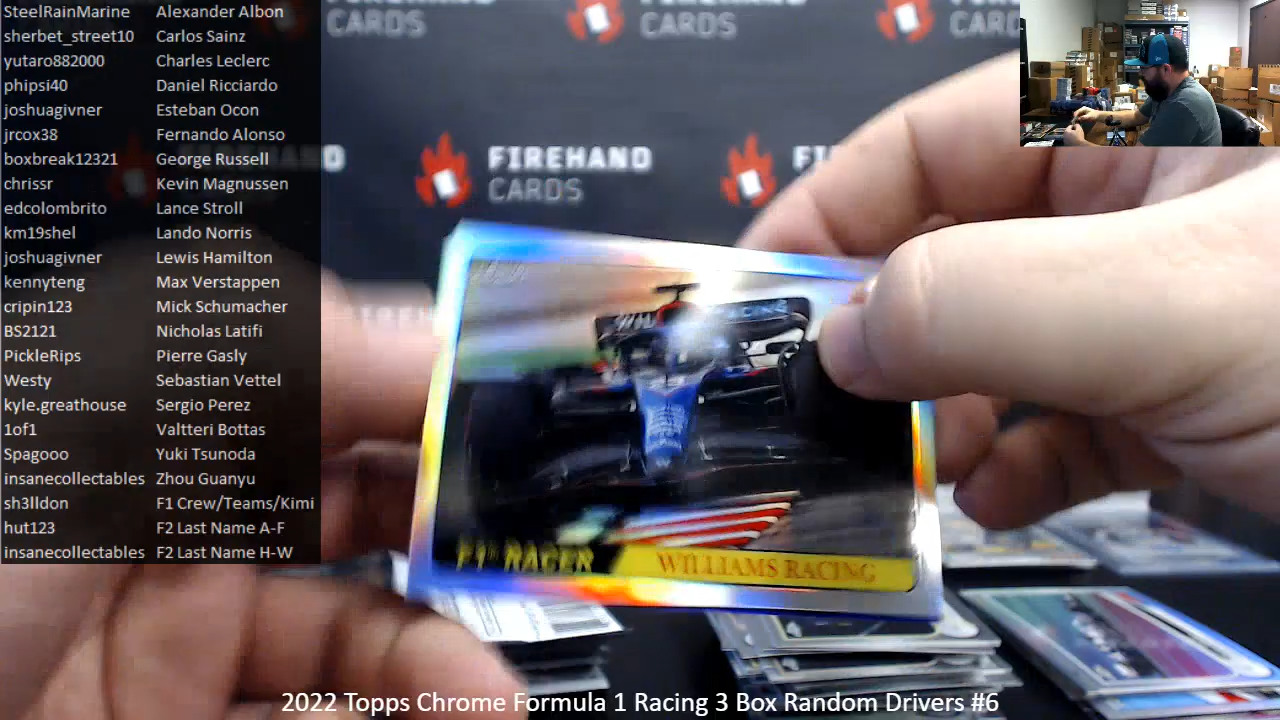 SteelRainMarine Alexander Albon
sherbet_street10 Carlos Sainz
yutaro882000 Charles Leclerc
phipsi40 Daniel Ricciardo
joshuagivner Esteban Ocon
jrcox38 Fernando Alonso
boxbreak12321 George Russell
chrissr Kevin Magnussen
edcolombrito Lance Stroll
km19shel Lando Norris
joshuagivner Lewis Hamilton
kennyteng Max Verstappen
cripin123 Mick Schumacher
BS2121 Nicholas Latifi
PickleRips Pierre Gasly
Westy Sebastian Vettel
kyle.greathouse Sergio Perez
1of1 Valtteri Bottas
Spagooo Yuki Tsunoda
insanecollectables Zhou Guanyu
sh3lldon F1 Crew/Teams/Kimi
hut123 F2 Last Name A-F
insanecollectables F2 Last Name H-W
CARDS
CARDS
FIREHAND
CARDS
F1 RACER WILLIAMS RACING
2022 Topps Chrome Formula 1 Racing 3 Box Random Drivers #6